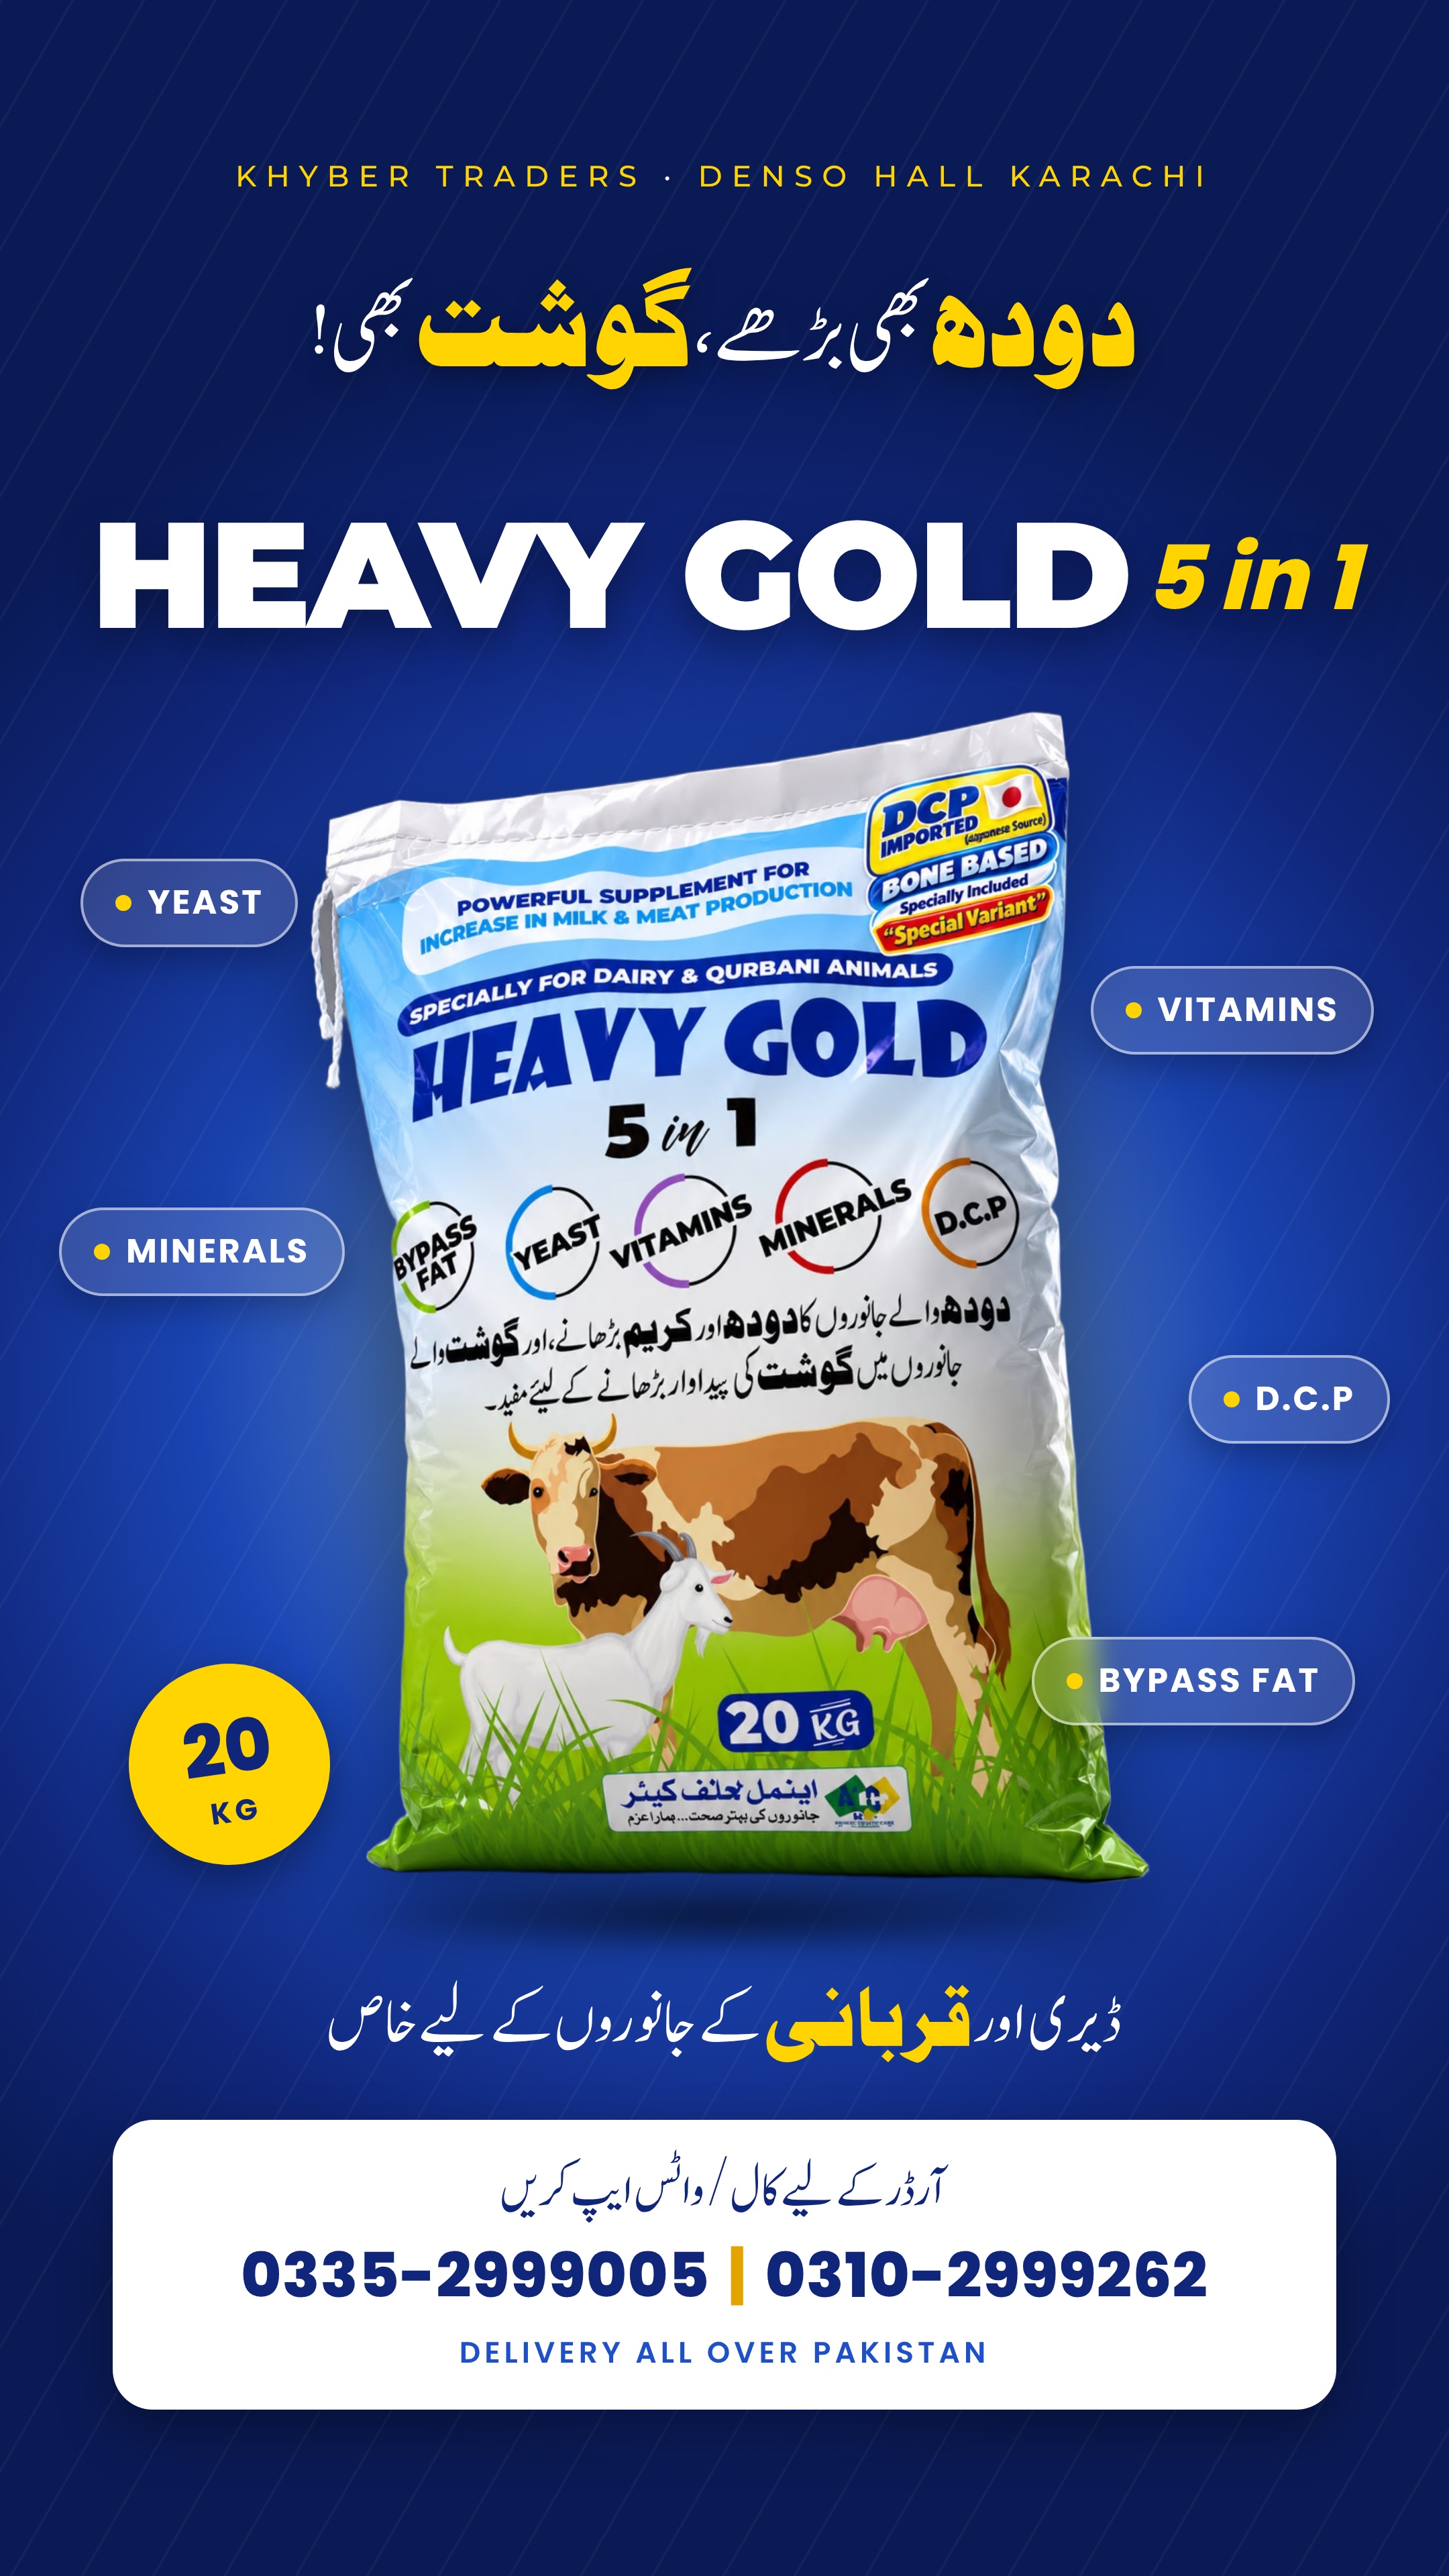 KHYBER TRADERS · DENSO HALL KARACHI
دودھ بھی بڑھے، گوشت بھی!
HEAVY GOLD 5 in 1
DCP
IMPORTED
BONE BASED
Specially Included
“Special Variant”
POWERFUL SUPPLEMENT FOR
INCREASE IN MILK & MEAT PRODUCTION
SPECIALLY FOR DAIRY & QURBANI ANIMALS
HEAVY GOLD
5 in 1
BYPASS FAT
YEAST
VITAMINS
MINERALS
D.C.P
دودھ والے جانوروں کا دودھ اور کریم بڑھانے، اور گوشت والے
جانوروں میں گوشت کی پیداوار بڑھانے کے لیئے مفید۔
20 KG
اینمل ہیلتھ کیئر
جانوروں کی بہتر صحت... ہمارا عزم
YEAST
VITAMINS
MINERALS
D.C.P
BYPASS FAT
20
KG
ڈیری اور قربانی کے جانوروں کے لیے خاص
آرڈر کے لیے کال / واٹس ایپ کریں
0335-2999005 | 0310-2999262
DELIVERY ALL OVER PAKISTAN